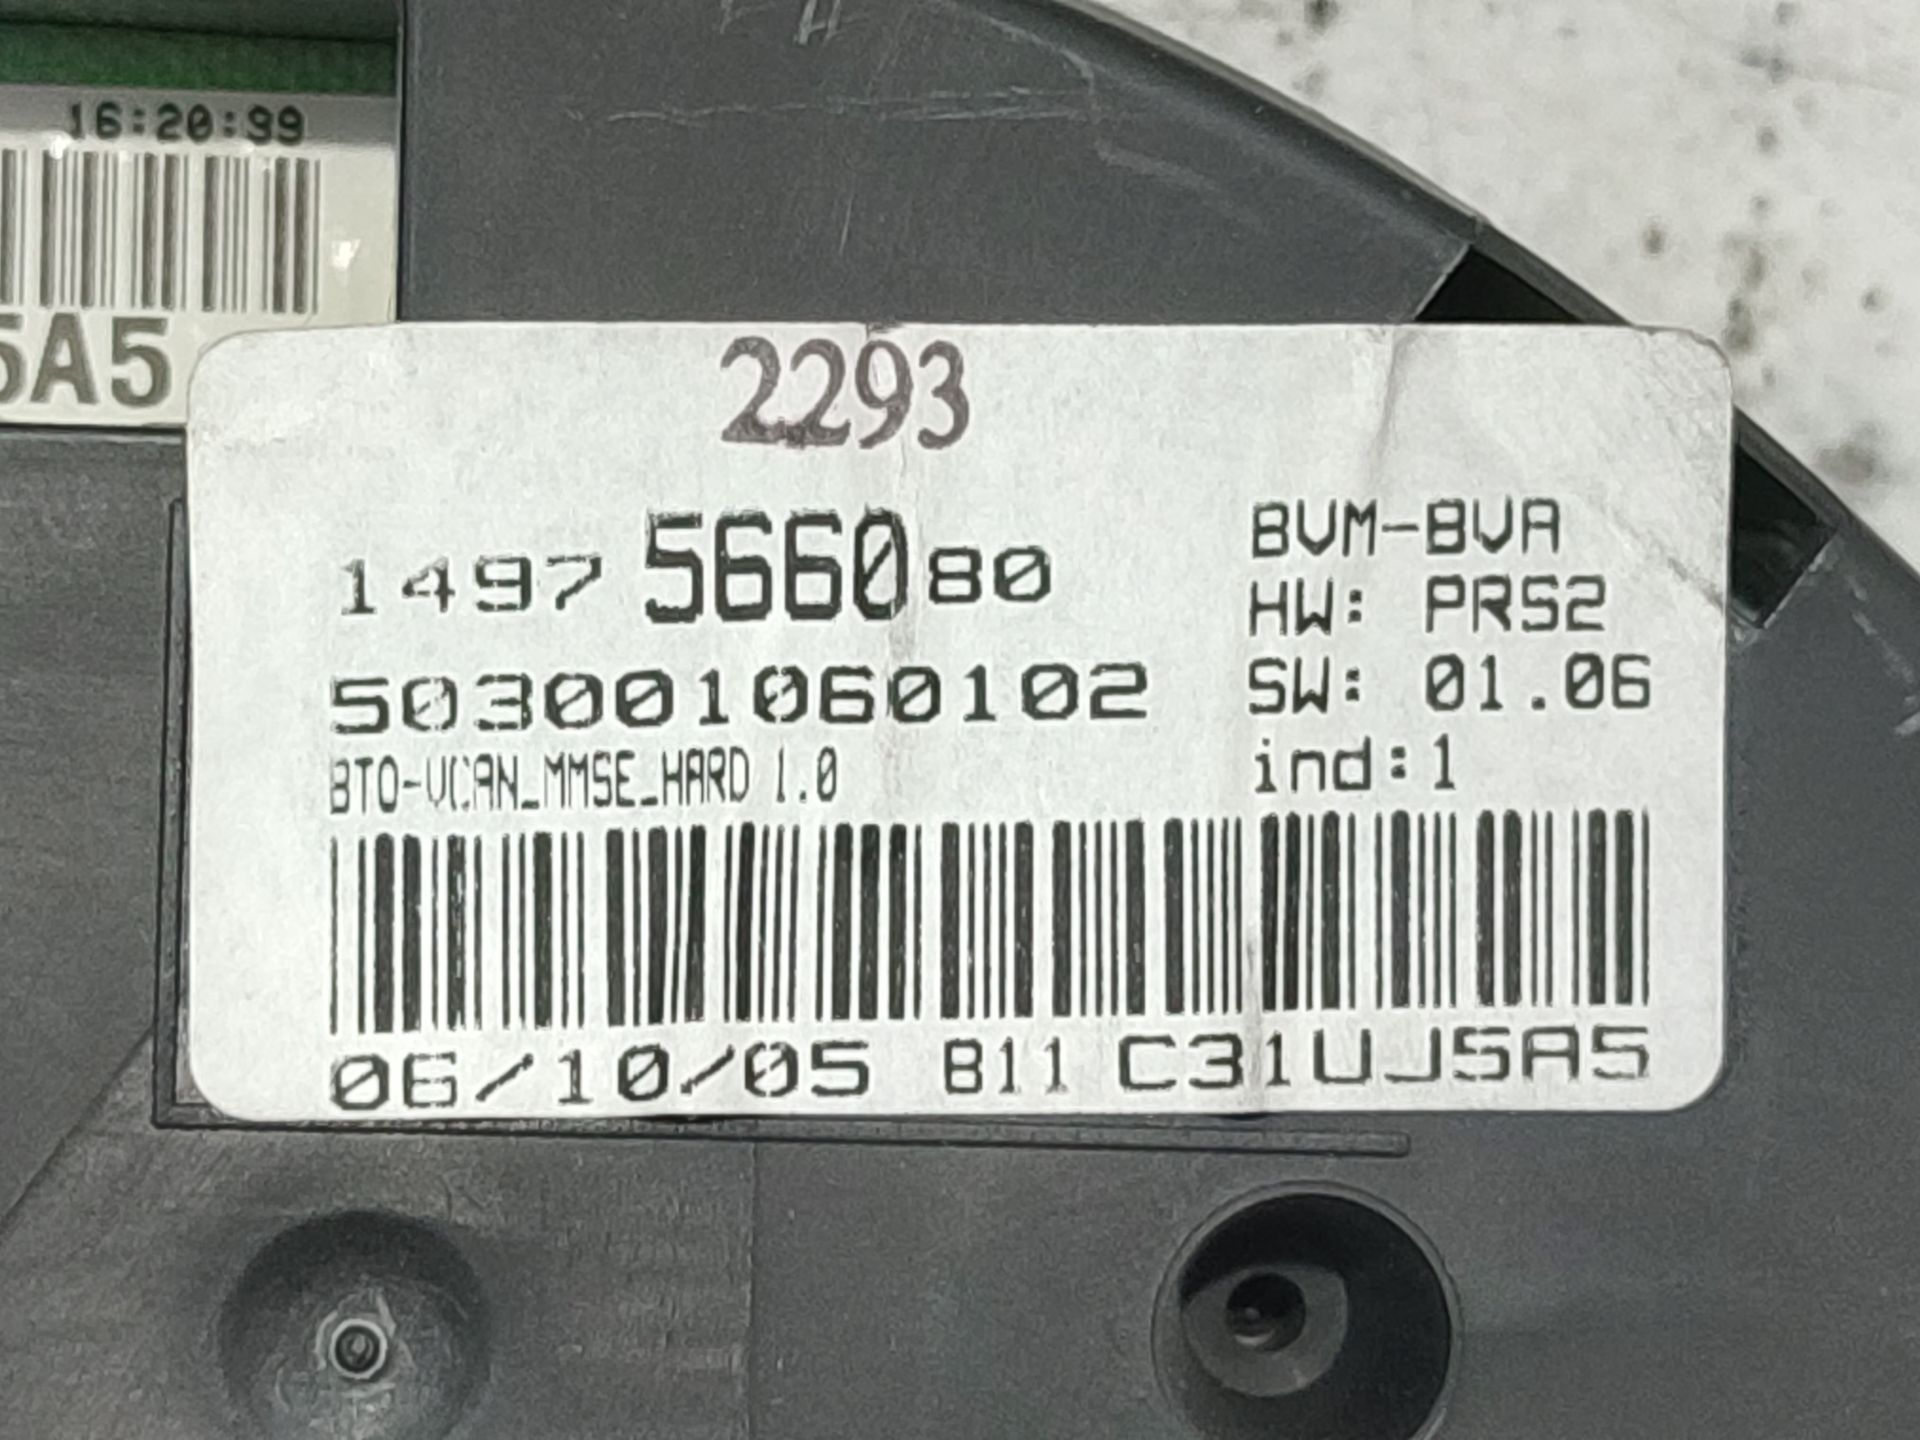 16:20:39
5A5
2293
1497 5660 80
BVM-BVA
HW: PRS2
503001060102
SW: 01.06
BTO-VCAN_MMSE_HARD 1.0
ind:1
06/10/05 B11 C31UJ5A5